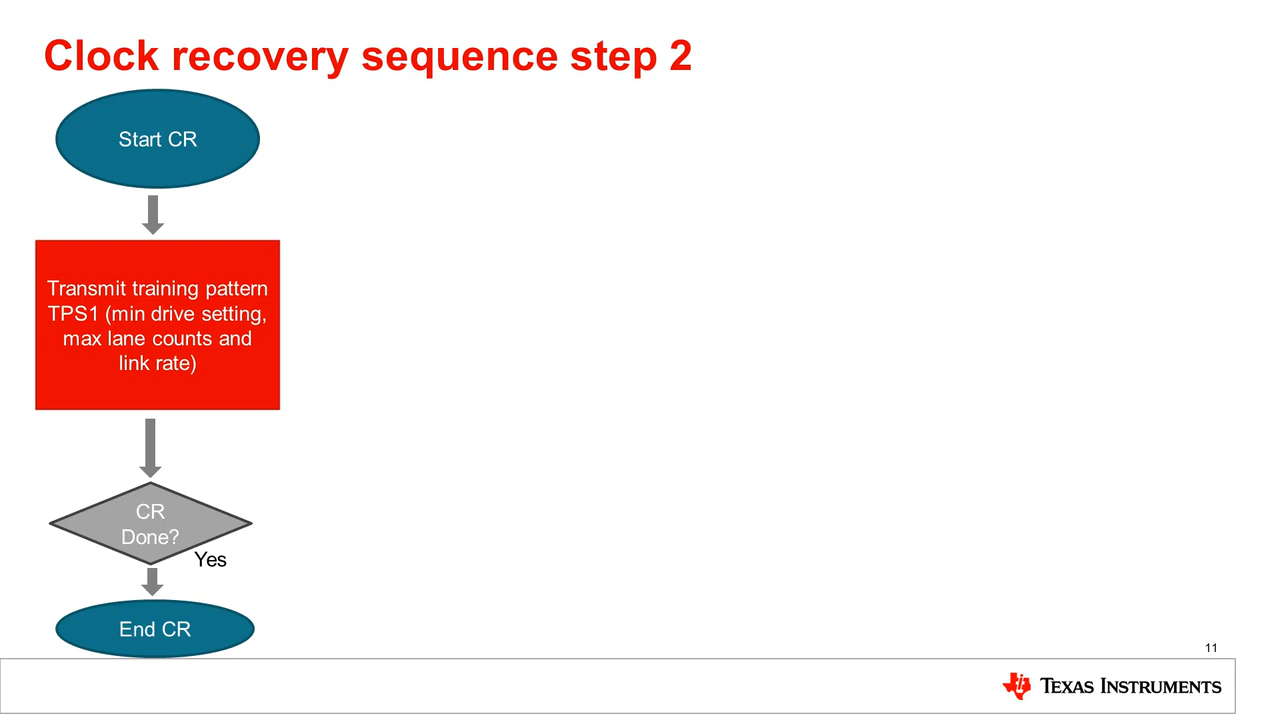 Clock recovery sequence step 2
Start CR
Transmit training pattern
TPS1 (min drive setting,
max lane counts and
link rate)
CR
Done?
Yes
End CR
11
TEXAS INSTRUMENTS